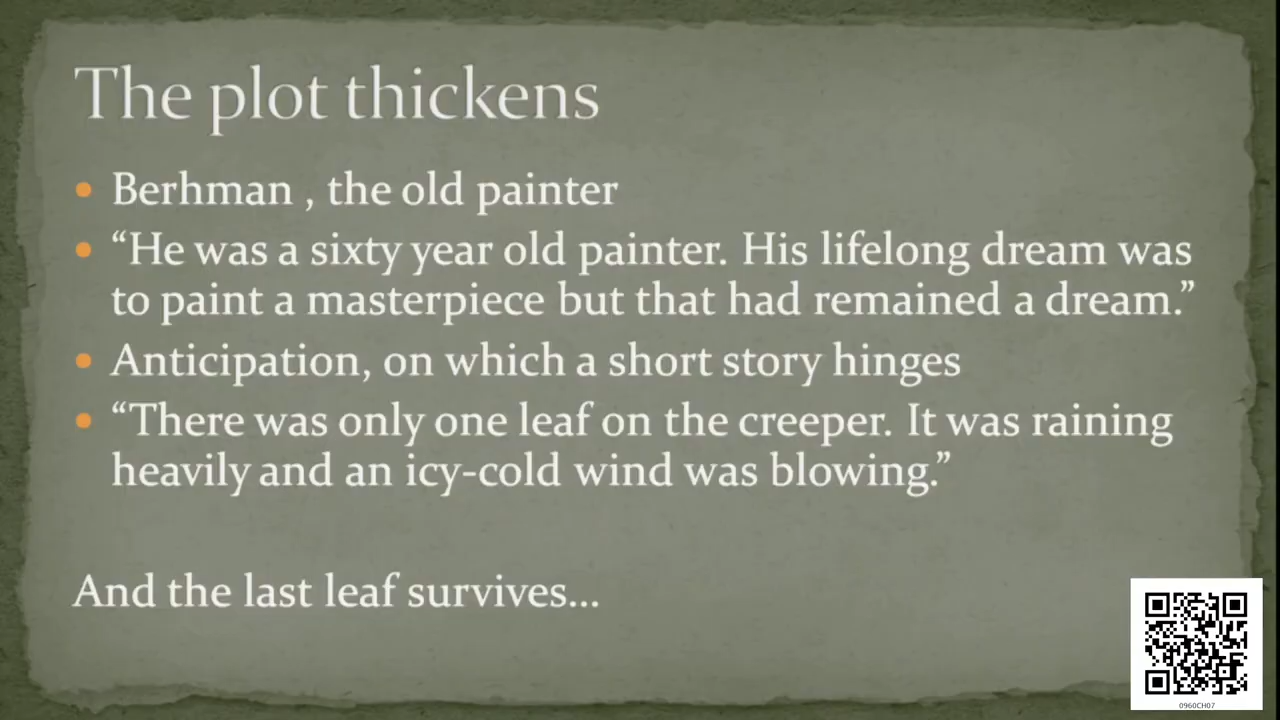 The plot thickens
• Berhman , the old painter
• “He was a sixty year old painter. His lifelong dream was
to paint a masterpiece but that had remained a dream.”
• Anticipation, on which a short story hinges
• “There was only one leaf on the creeper. It was raining
heavily and an icy-cold wind was blowing.”
And the last leaf survives...
0960CH07